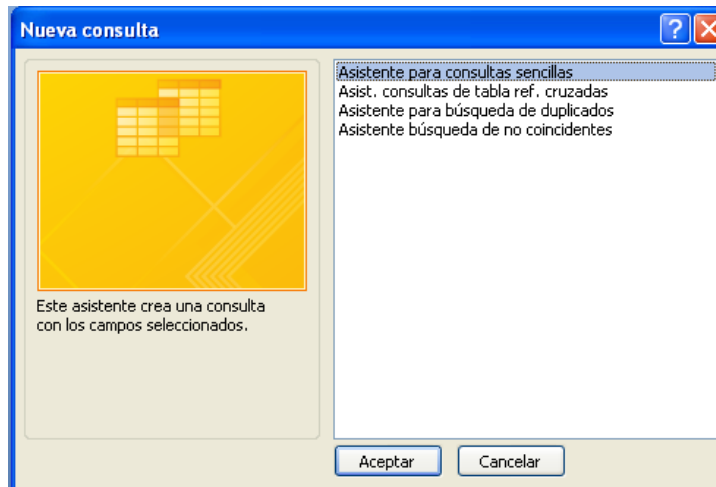 Nueva consulta
Asistente para consultas sencillas
Asist. consultas de tabla ref. cruzadas
Asistente para búsqueda de duplicados
Asistente búsqueda de no coincidentes
Este asistente crea una consulta
con los campos seleccionados.
Aceptar
Cancelar